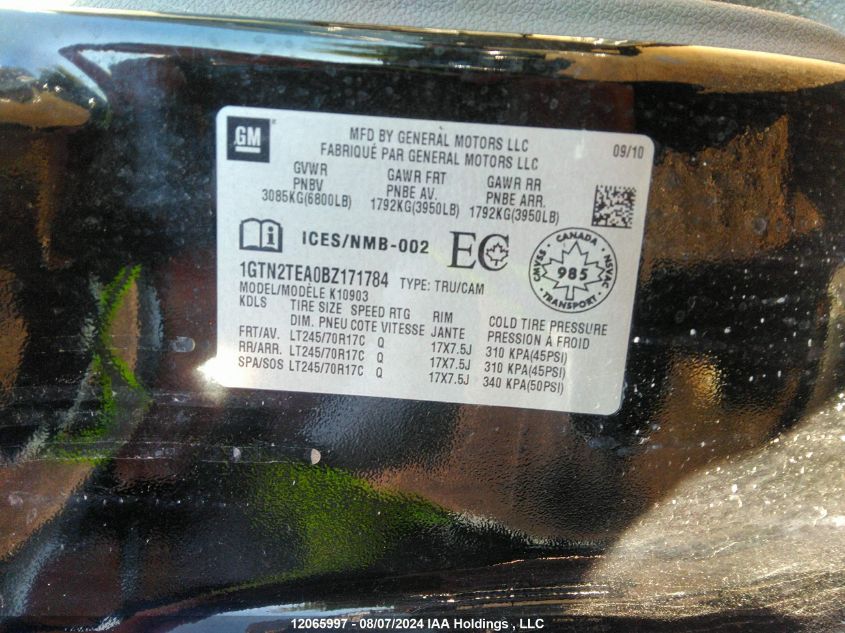 GM
MFD BY GENERAL MOTORS LLC
FABRIQUÉ PAR GENERAL MOTORS LLC
09/10
GVWR GAWR FRT GAWR RR
PNBV PNBE AV. PNBE ARR.
3085KG(6800LB) 1792KG(3950LB) 1792KG(3950LB)
ICES/NMB-002 EC
CANADA
CMVSS 985 NSVAC
TRANSPORT
1GTN2TEA0BZ171784 TYPE: TRU/CAM
MODEL/MODÈLE K10903
KDLS TIRE SIZE SPEED RTG RIM COLD TIRE PRESSURE
DIM. PNEU COTE VITESSE JANTE PRESSION A FROID
FRT/AV. LT245/70R17C Q 17X7.5J 310 KPA(45PSI)
RR/ARR. LT245/70R17C Q 17X7.5J 310 KPA(45PSI)
SPA/SOS LT245/70R17C Q 17X7.5J 340 KPA(50PSI)
12065997 - 08/07/2024 IAA Holdings , LLC